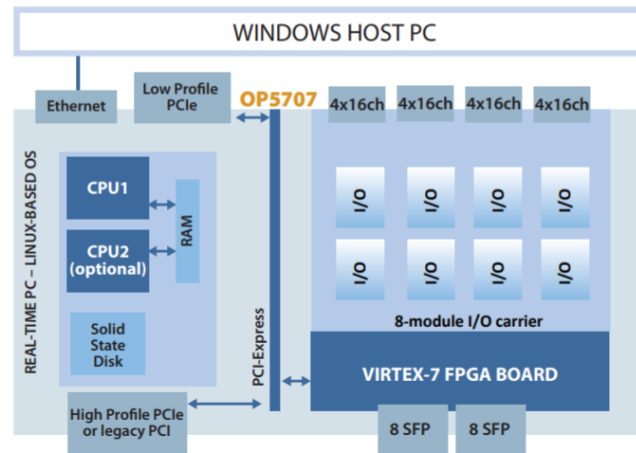 WINDOWS HOST PC
Ethernet
Low Profile
PCIe
OP5707
4x16ch
4x16ch
4x16ch
4x16ch
REAL-TIME PC – LINUX-BASED OS
CPU1
CPU2
(optional)
RAM
Solid
State
Disk
PCI-Express
I/O
I/O
I/O
I/O
I/O
I/O
I/O
I/O
8-module I/O carrier
VIRTEX-7 FPGA BOARD
High Profile PCIe
or legacy PCI
8 SFP
8 SFP